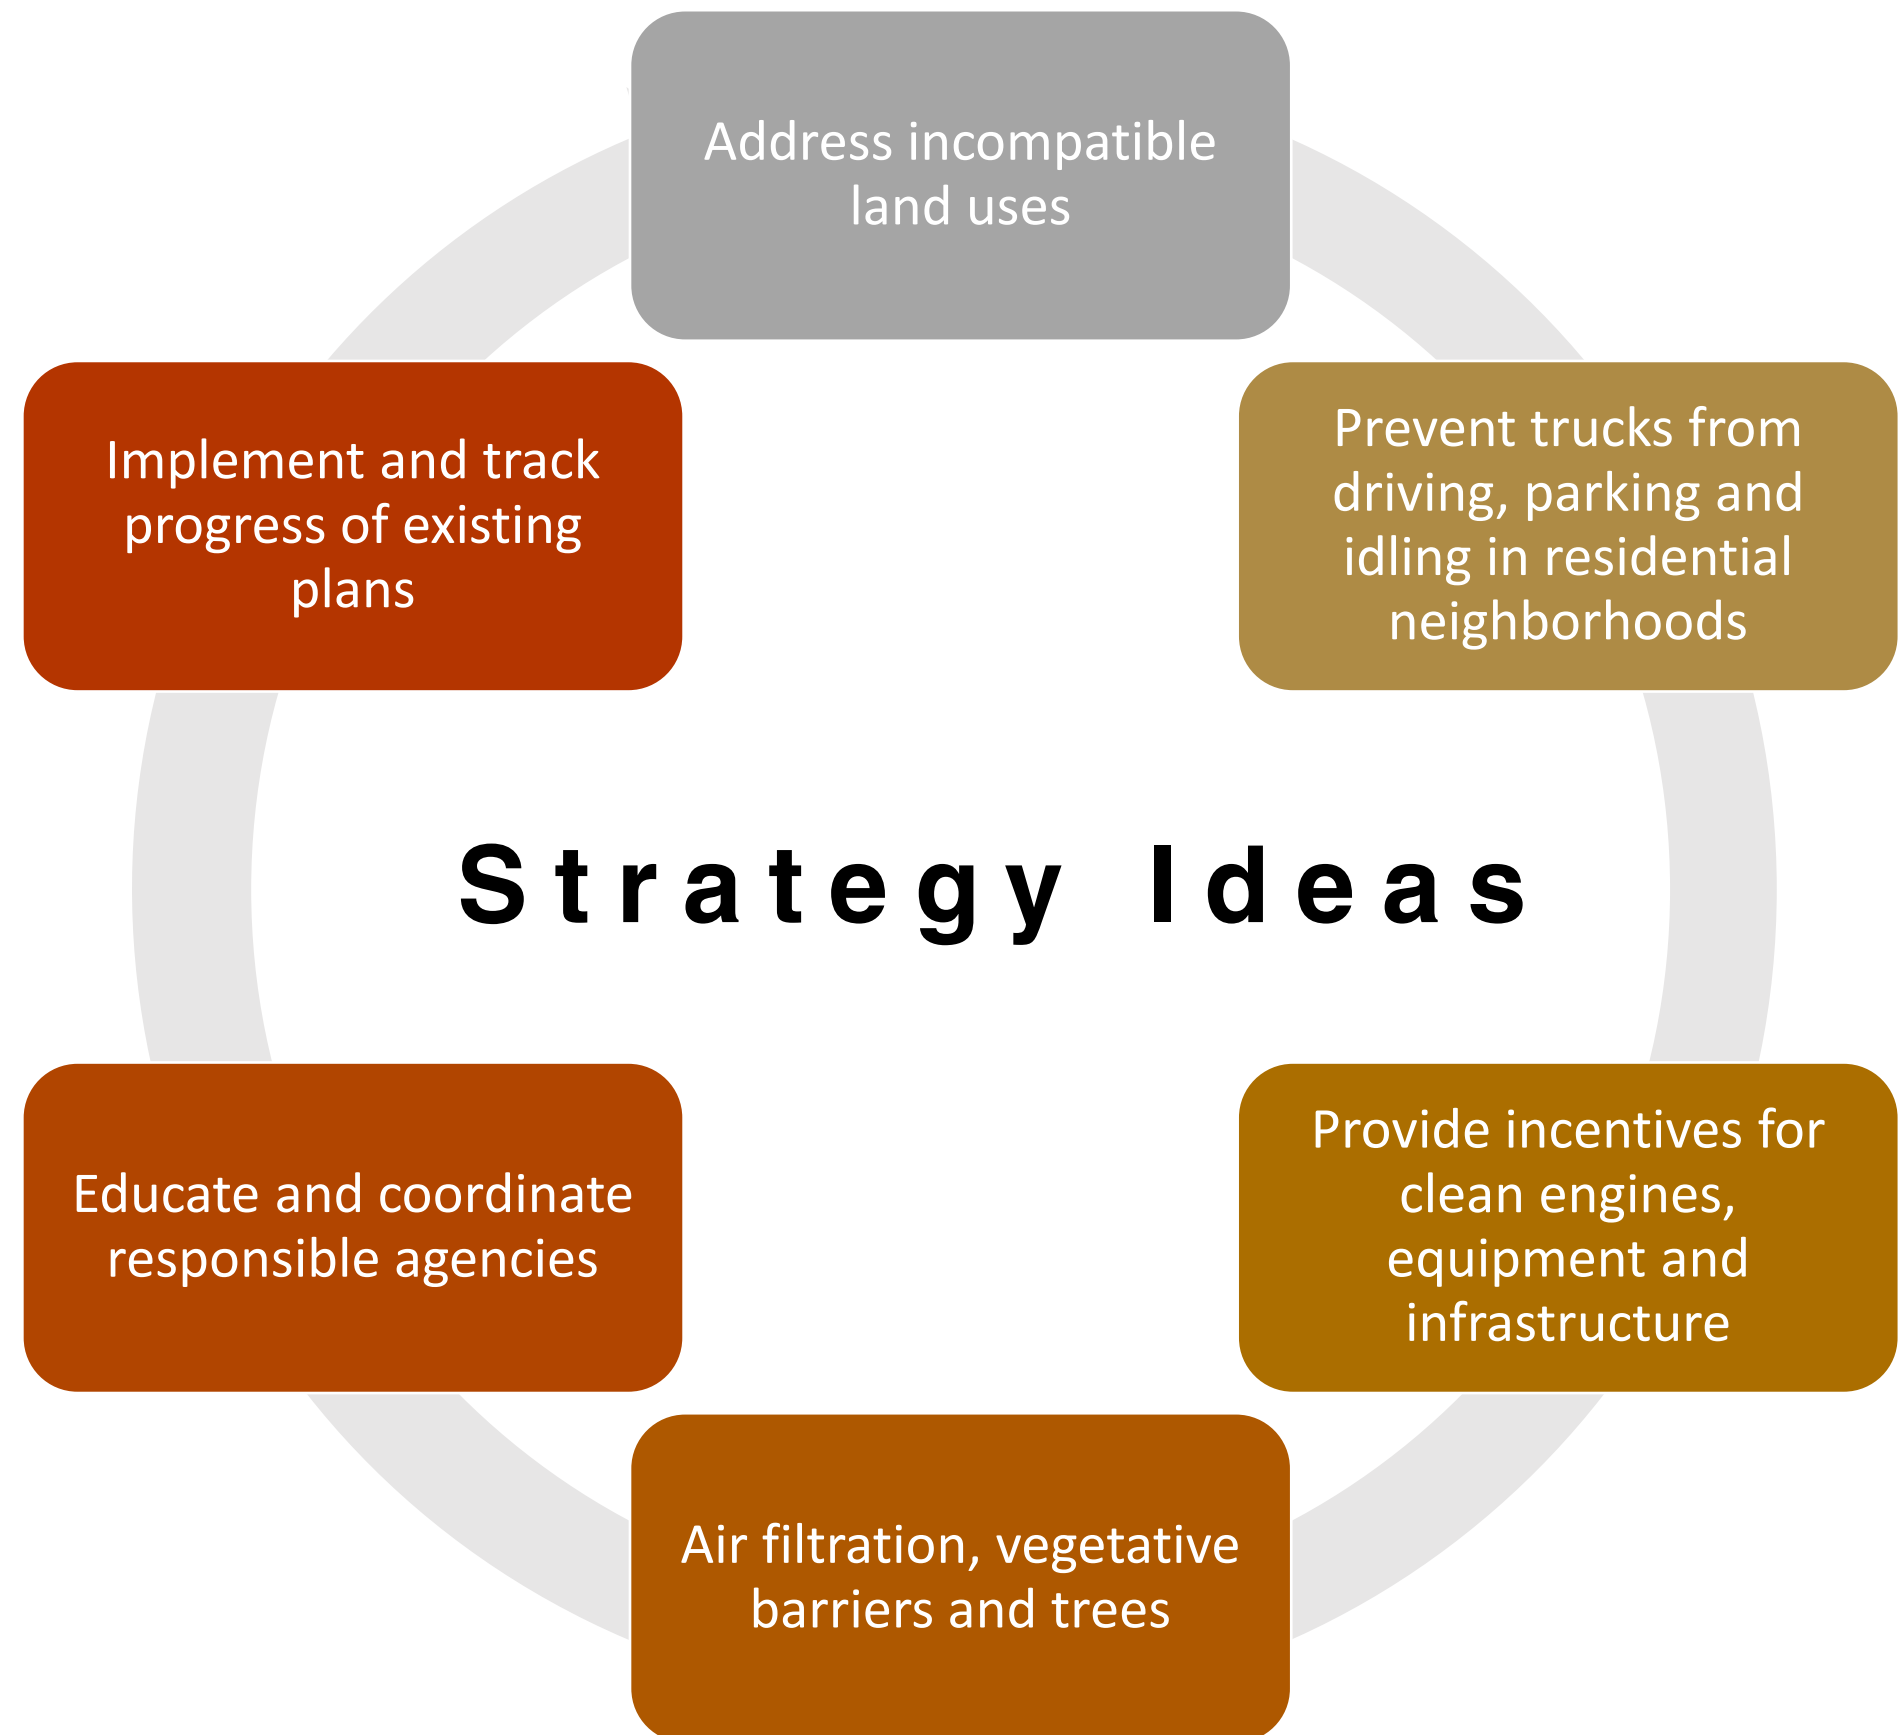 Address incompatible
land uses
Prevent trucks from
driving, parking and
idling in residential
neighborhoods
Provide incentives for
clean engines,
equipment and
infrastructure
Air filtration, vegetative
barriers and trees
Educate and coordinate
responsible agencies
Implement and track
progress of existing
plans
Strategy Ideas